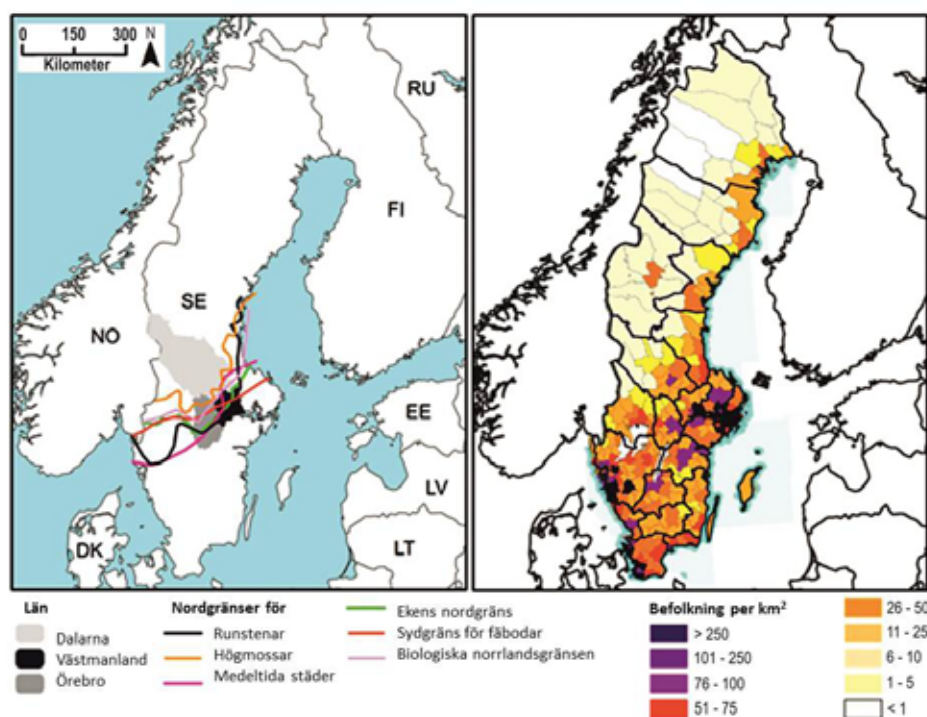 0 150 300
Kilometer
N
RU
FI
SE
NO
EE
LV
LT
DK
Län
Dalarna
Västmanland
Örebro
Nordgränser för
Runstenar
Högmossar
Medeltida städer
Ekens nordgräns
Sydgräns för fäbodar
Biologiska norrlandsgränsen
Befolkning per km²
> 250
101 - 250
76 - 100
51 - 75
26 - 50
11 - 25
6 - 10
1 - 5
< 1